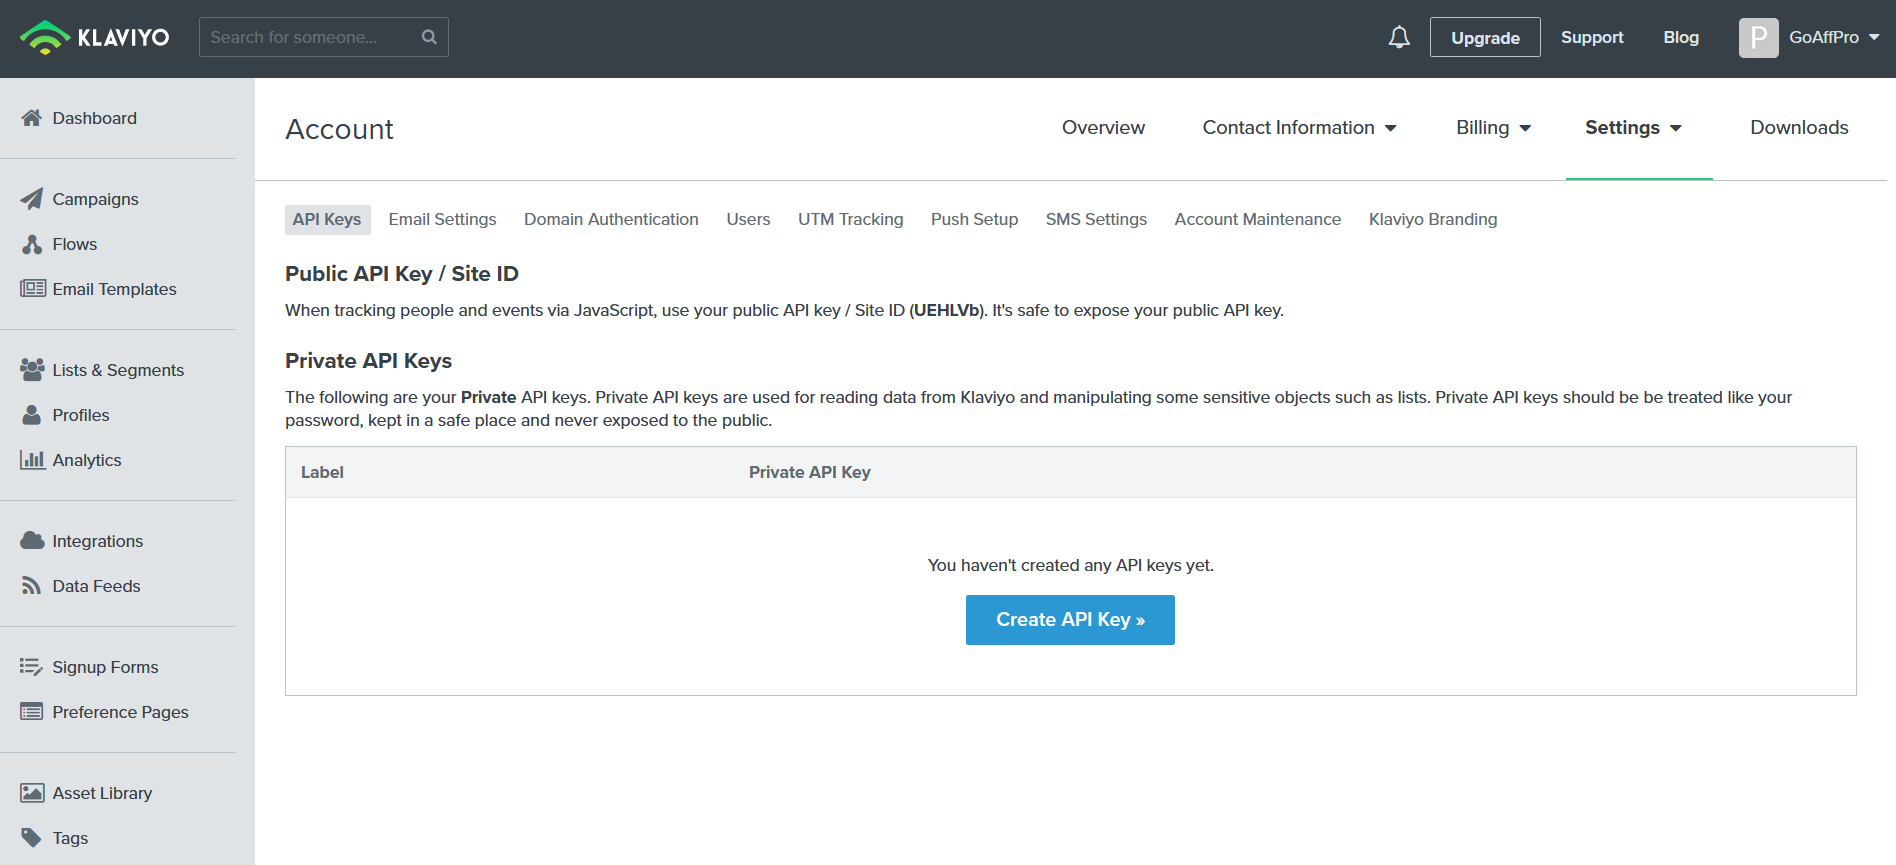 KLAVIYO
Search for someone...
Upgrade
Support
Blog
P
GoAffPro
Dashboard
Campaigns
Flows
Email Templates
Lists & Segments
Profiles
Analytics
Integrations
Data Feeds
Signup Forms
Preference Pages
Asset Library
Tags
Account
Overview
Contact Information
Billing
Settings
Downloads
API Keys
Email Settings
Domain Authentication
Users
UTM Tracking
Push Setup
SMS Settings
Account Maintenance
Klaviyo Branding
Public API Key / Site ID
When tracking people and events via JavaScript, use your public API key / Site ID (UEHLVb). It's safe to expose your public API key.
Private API Keys
The following are your Private API keys. Private API keys are used for reading data from Klaviyo and manipulating some sensitive objects such as lists. Private API keys should be be treated like your
password, kept in a safe place and never exposed to the public.
Label
Private API Key
You haven't created any API keys yet.
Create API Key »